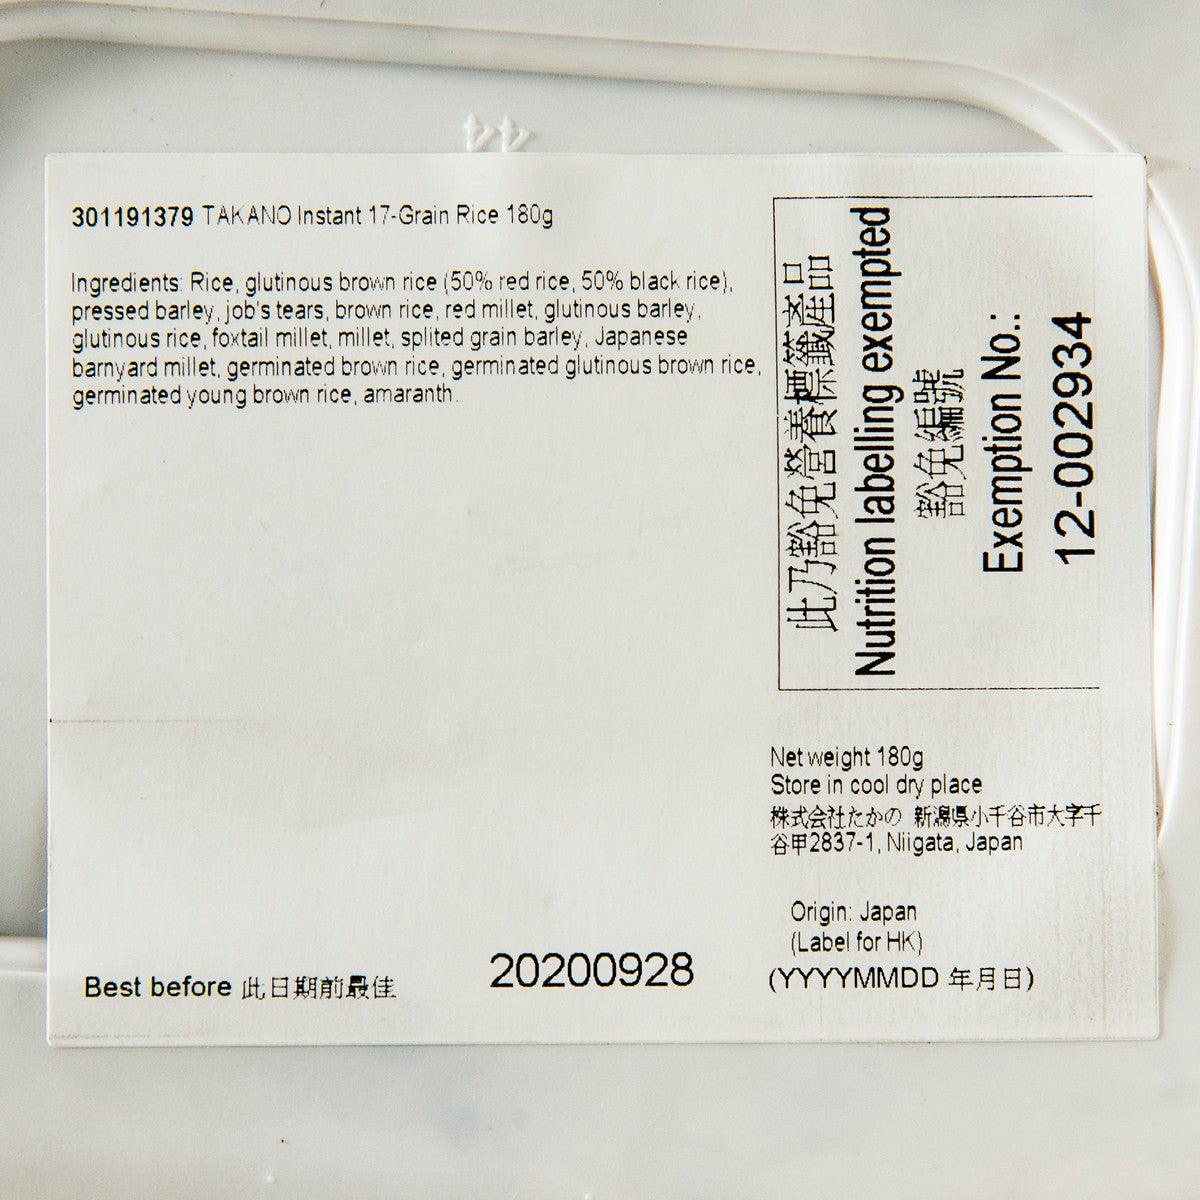 301191379 TAKANO Instant 17-Grain Rice 180g
Ingredients: Rice, glutinous brown rice (50% red rice, 50% black rice),
pressed barley, job's tears, brown rice, red millet, glutinous barley,
glutinous rice, foxtail millet, millet, splited grain barley, Japanese
barnyard millet, germinated brown rice, germinated glutinous brown rice,
germinated young brown rice, amaranth.
此乃豁免營養標籤產品
Nutrition labelling exempted
豁免編號
Exemption No.:
12-002934
Net weight 180g
Store in cool dry place
株式会社たかの 新潟県小千谷市大字千
谷甲2837-1, Niigata, Japan
Origin: Japan
(Label for HK)
Best before 此日期前最佳 20200928 (YYYYMMDD 年月日)
44